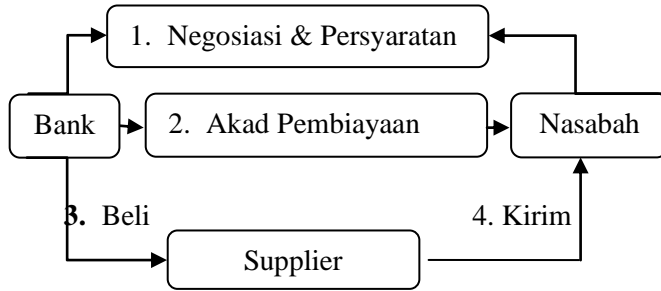 1. Negosiasi & Persyaratan
Bank
2. Akad Pembiayaan
Nasabah
3. Beli
4. Kirim
Supplier